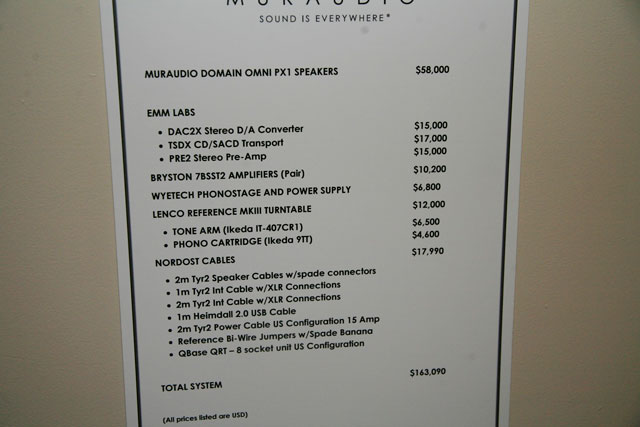 MURAUDIO
SOUND IS EVERYWHERE*
MURAUDIO DOMAIN OMNI PX1 SPEAKERS $58,000
EMM LABS
• DAC2X Stereo D/A Converter $15,000
• TSDX CD/SACD Transport $17,000
• PRE2 Stereo Pre-Amp $15,000
BRYSTON 7BSST2 AMPLIFIERS (Pair) $10,200
WYETECH PHONOSTAGE AND POWER SUPPLY $6,800
LENCO REFERENCE MKIII TURNTABLE $12,000
• TONE ARM (Ikeda IT-407CR1) $6,500
• PHONO CARTRIDGE (Ikeda 9TT) $4,600
NORDOST CABLES $17,990
• 2m Tyr2 Speaker Cables w/spade connectors
• 1m Tyr2 Int Cable w/XLR Connections
• 2m Tyr2 Int Cable w/XLR Connections
• 1m Heimdall 2.0 USB Cable
• 2m Tyr2 Power Cable US Configuration 15 Amp
• Reference Bi-Wire Jumpers w/Spade Banana
• QBase QRT – 8 socket unit US Configuration
TOTAL SYSTEM $163,090
(All prices listed are USD)